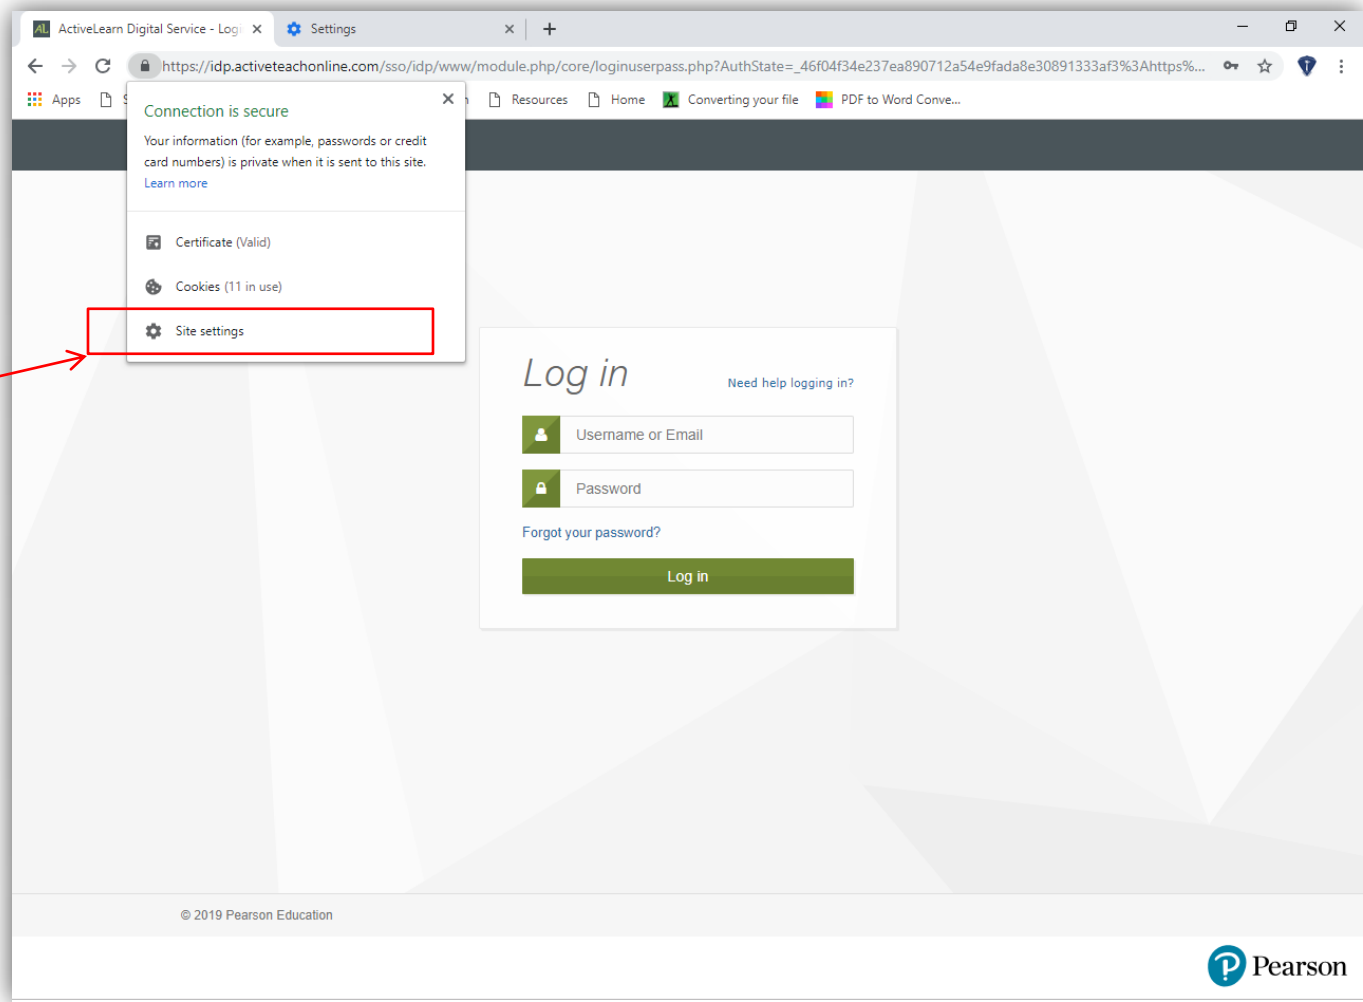 ActiveLearn Digital Service - Logi
Settings
https://idp.activeteachonline.com/sso/idp/www/module.php/core/loginuserpass.php?AuthState=_46f04f34e237ea890712a54e9fada8e30891333af3%3Ahttps%...
Apps
Resources
Home
Converting your file
PDF to Word Conve...
Connection is secure
Your information (for example, passwords or credit
card numbers) is private when it is sent to this site.
Learn more
Certificate (Valid)
Cookies (11 in use)
Site settings
Log in
Need help logging in?
Username or Email
Password
Forgot your password?
Log in
© 2019 Pearson Education
Pearson